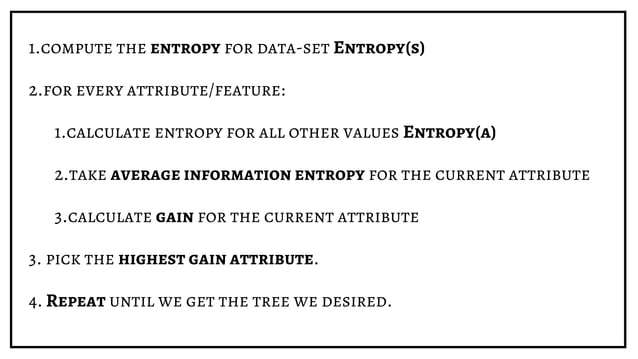 1.COMPUTE THE ENTROPY FOR DATA-SET ENTROPY(S)
2.FOR EVERY ATTRIBUTE/FEATURE:
1.CALCULATE ENTROPY FOR ALL OTHER VALUES ENTROPY(A)
2.TAKE AVERAGE INFORMATION ENTROPY FOR THE CURRENT ATTRIBUTE
3.CALCULATE GAIN FOR THE CURRENT ATTRIBUTE
3. PICK THE HIGHEST GAIN ATTRIBUTE.
4. REPEAT UNTIL WE GET THE TREE WE DESIRED.